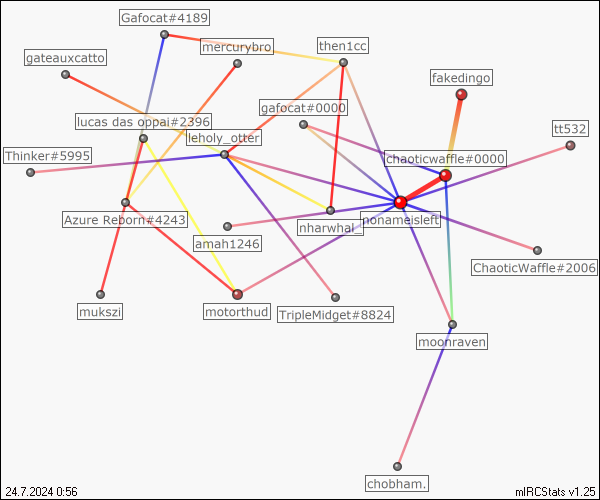 Gafocat#4189
mercurybro
then1cc
gateauxcatto
fakedingo
gafocat#0000
lucas das oppai#2396
tt532
leholy_otter
Thinker#5995
chaoticwaffle#0000
Azure Reborn#4243
nonameisleft
nharwhal_
amah1246
ChaoticWaffle#2006
mukszi
motorthud
TripleMidget#8824
moonraven
chobham.
24.7.2024 0:56
mIRCStats v1.25